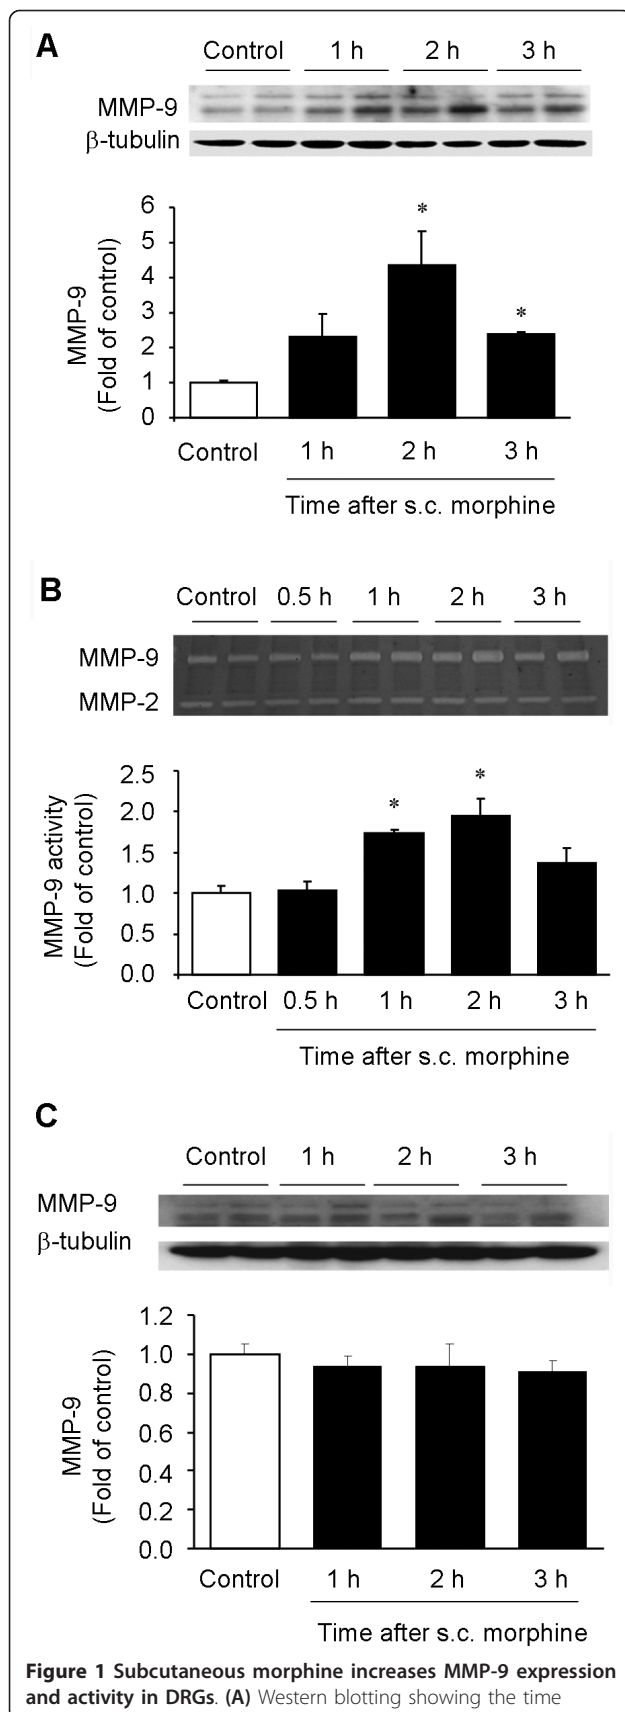 A
Control 1 h 2 h 3 h
MMP-9
β-tubulin
6
5
4
3
2
1
0
MMP-9
(Fold of control)
*
*
Control 1 h 2 h 3 h
Time after s.c. morphine
B
Control 0.5 h 1 h 2 h 3 h
MMP-9
MMP-2
2.5
2.0
1.5
1.0
0.5
0.0
MMP-9 activity
(Fold of control)
*
*
Control 0.5 h 1 h 2 h 3 h
Time after s.c. morphine
C
Control 1 h 2 h 3 h
MMP-9
β-tubulin
1.2
1.0
0.8
0.6
0.4
0.2
0.0
MMP-9
(Fold of control)
Control 1 h 2 h 3 h
Time after s.c. morphine
Figure 1 Subcutaneous morphine increases MMP-9 expression
and activity in DRGs. (A) Western blotting showing the time